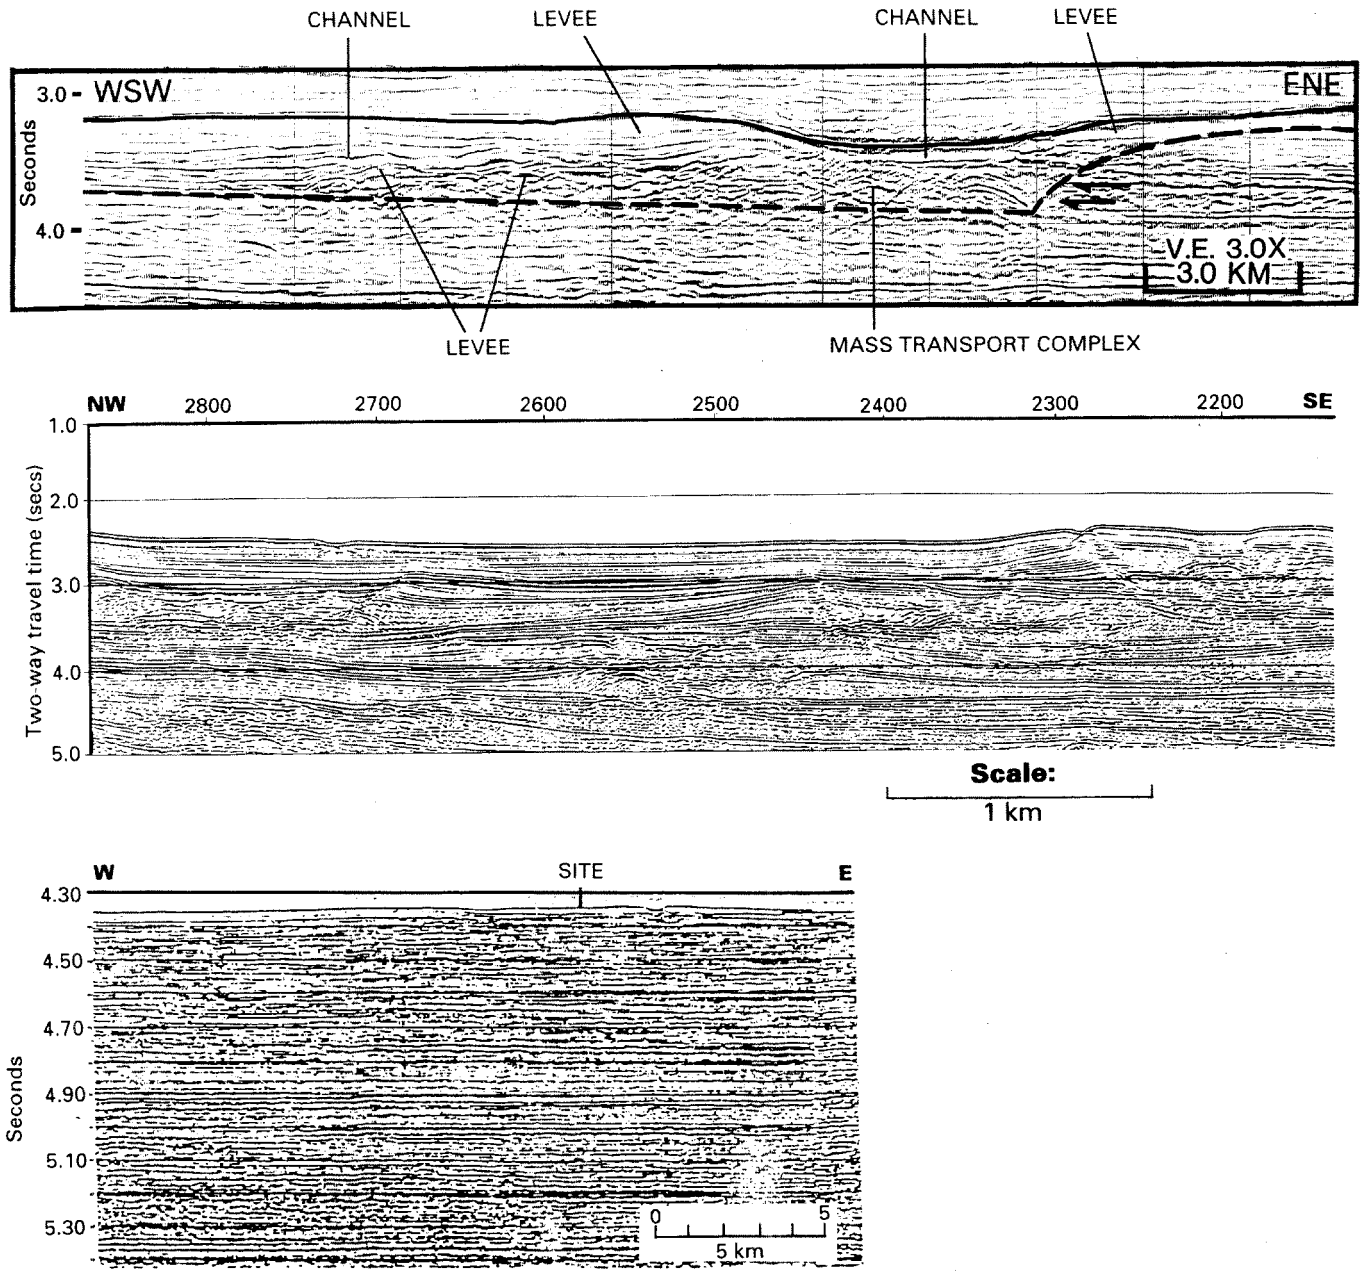 CHANNEL LEVEE CHANNEL LEVEE
3.0 WSW ENE
Seconds
4.0
V.E. 3.0X
3.0 KM
LEVEE MASS TRANSPORT COMPLEX
NW 2800 2700 2600 2500 2400 2300 2200 SE
1.0
Two-way travel time (secs)
2.0
3.0
4.0
5.0
Scale:
1 km
W SITE E
4.30
4.50
4.70
4.90
Seconds
5.10
0 5
5.30
5 km